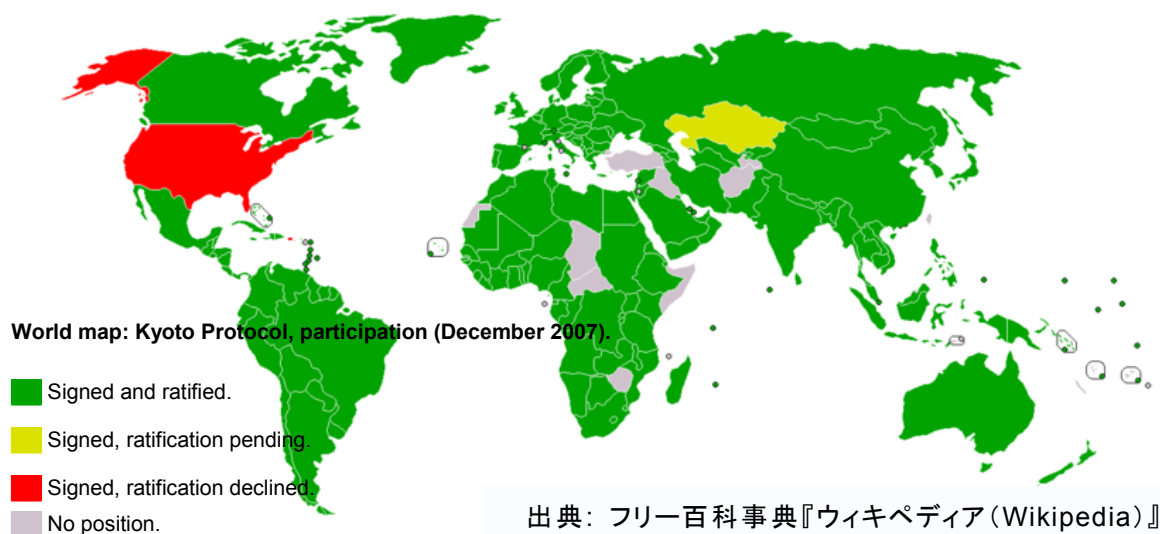 World map: Kyoto Protocol, participation (December 2007).
Signed and ratified.
Signed, ratification pending.
Signed, ratification declined.
No position.
出典: フリー百科事典『ウィキペディア(Wikipedia)』